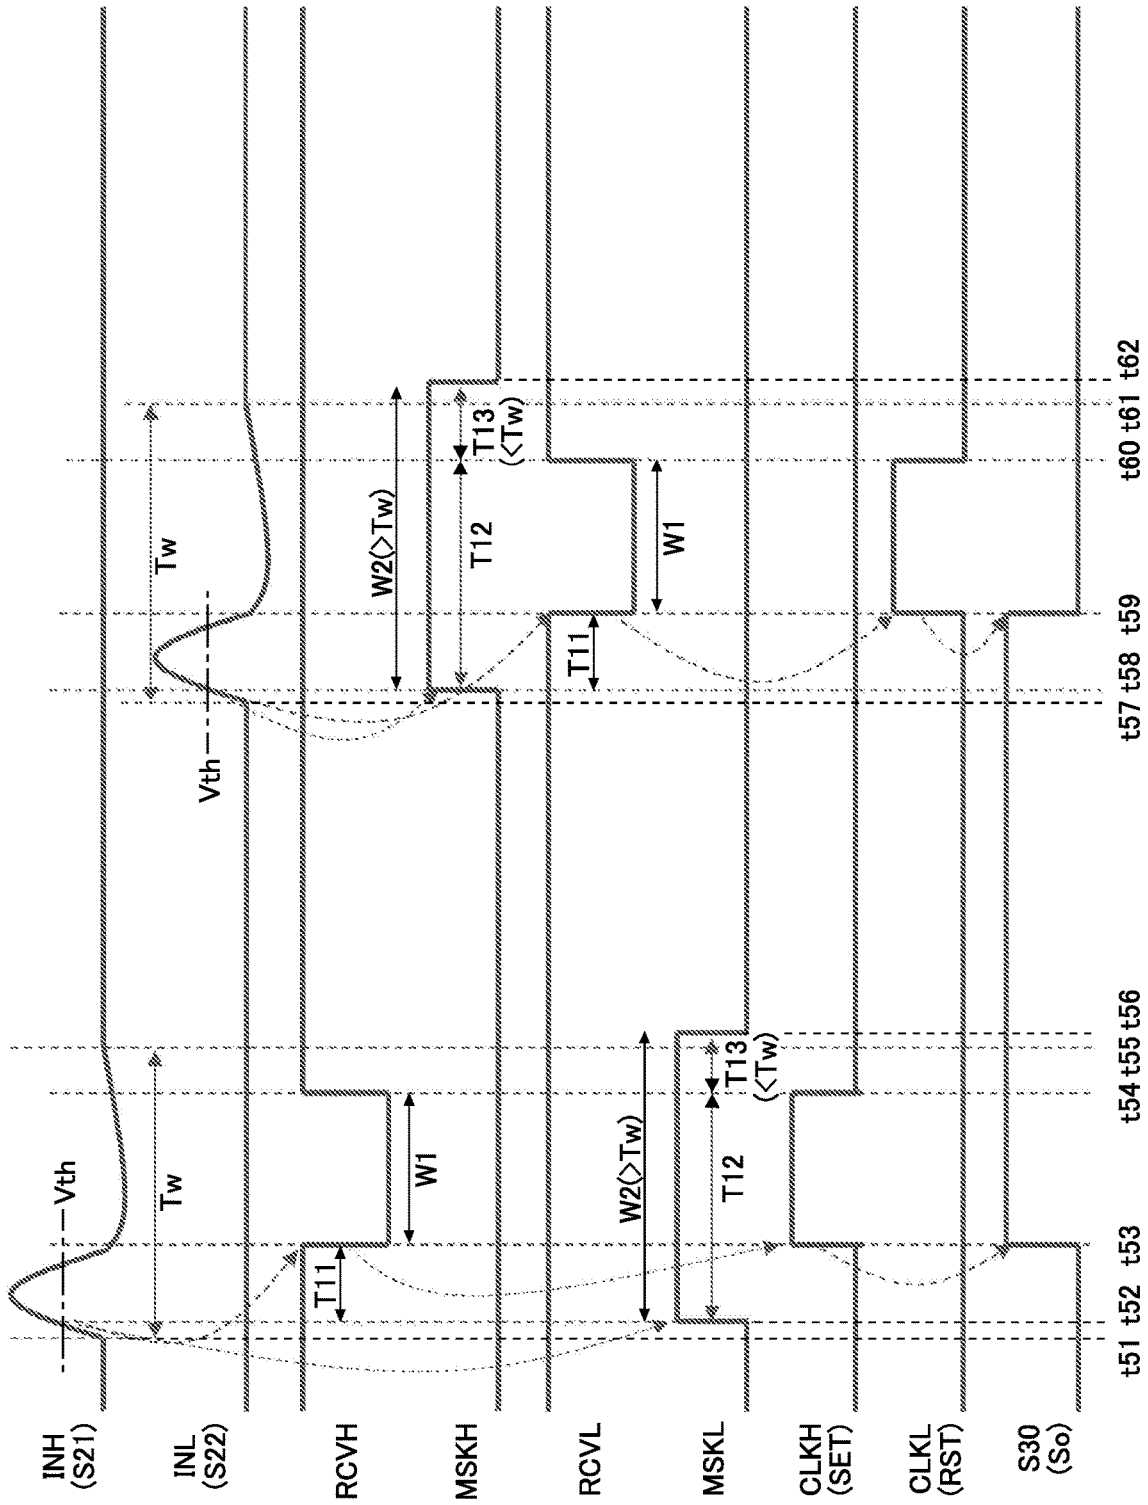 INH
(S21)
INL
(S22)
RCVH
MSKH
RCVL
MSKL
CLKH
(SET)
CLKL
(RST)
S30
(So)
Vth
Tw
T11
W1
W2(>Tw)
T12
T13
(<Tw)
Vth
Tw
W2(>Tw)
T12
T13
(<Tw)
T11
W1
t51 t52 t53 t54 t55 t56 t57 t58 t59 t60 t61 t62